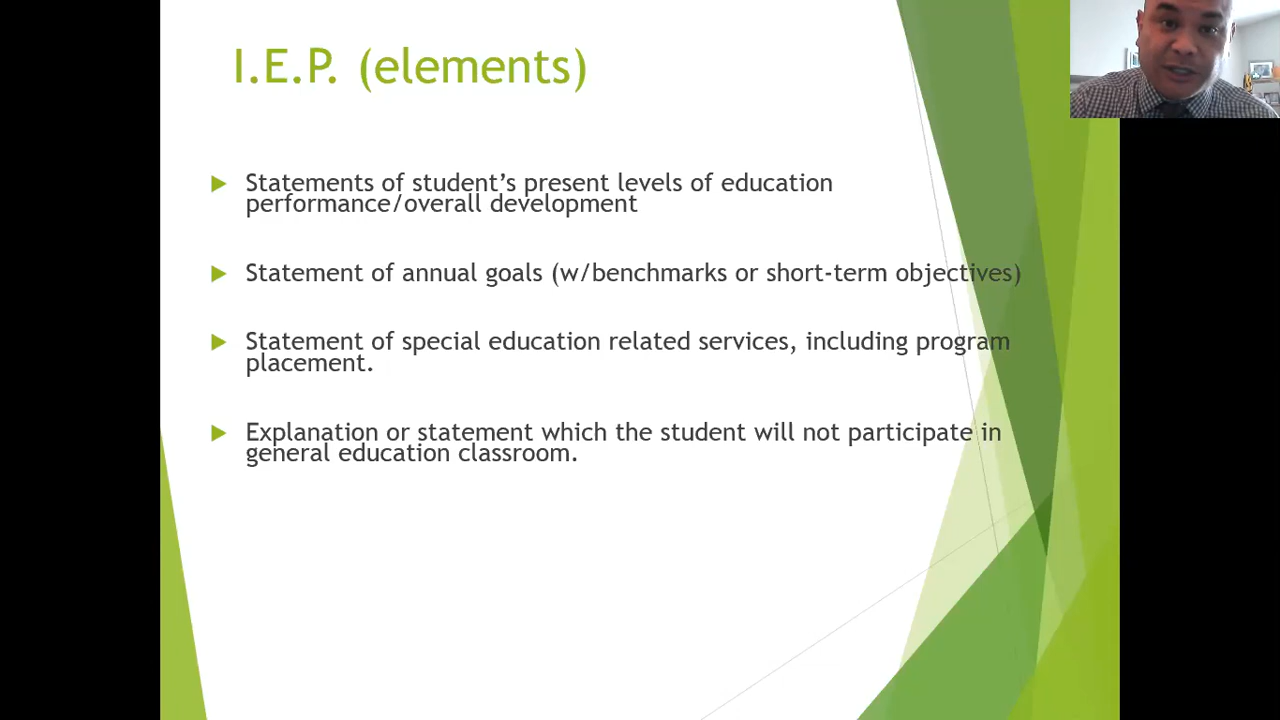 I.E.P. (elements)
Statements of student’s present levels of education
performance/overall development
Statement of annual goals (w/benchmarks or short-term objectives)
Statement of special education related services, including program
placement.
Explanation or statement which the student will not participate in
general education classroom.